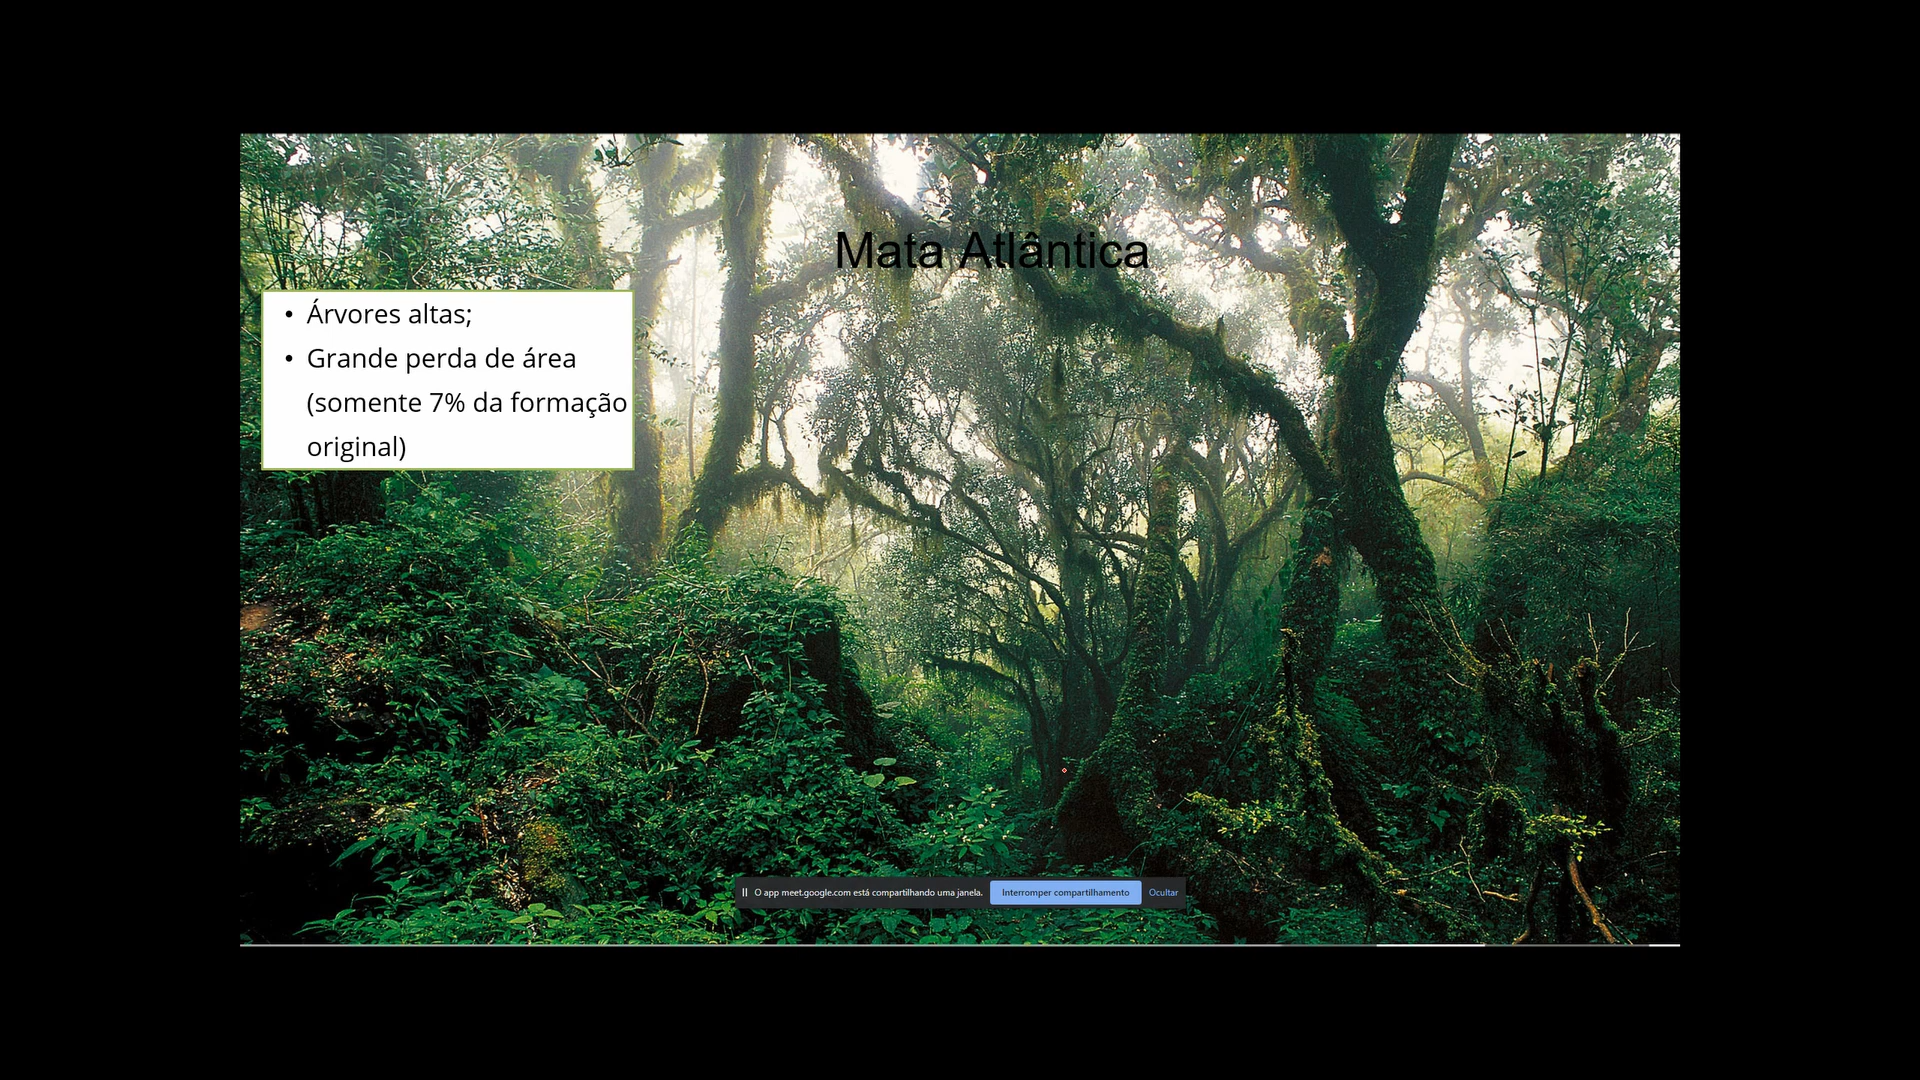 Mata Atlântica
• Árvores altas;
• Grande perda de área
(somente 7% da formação
original)
O app meet.google.com está compartilhando uma janela. Interromper compartilhamento Ocultar